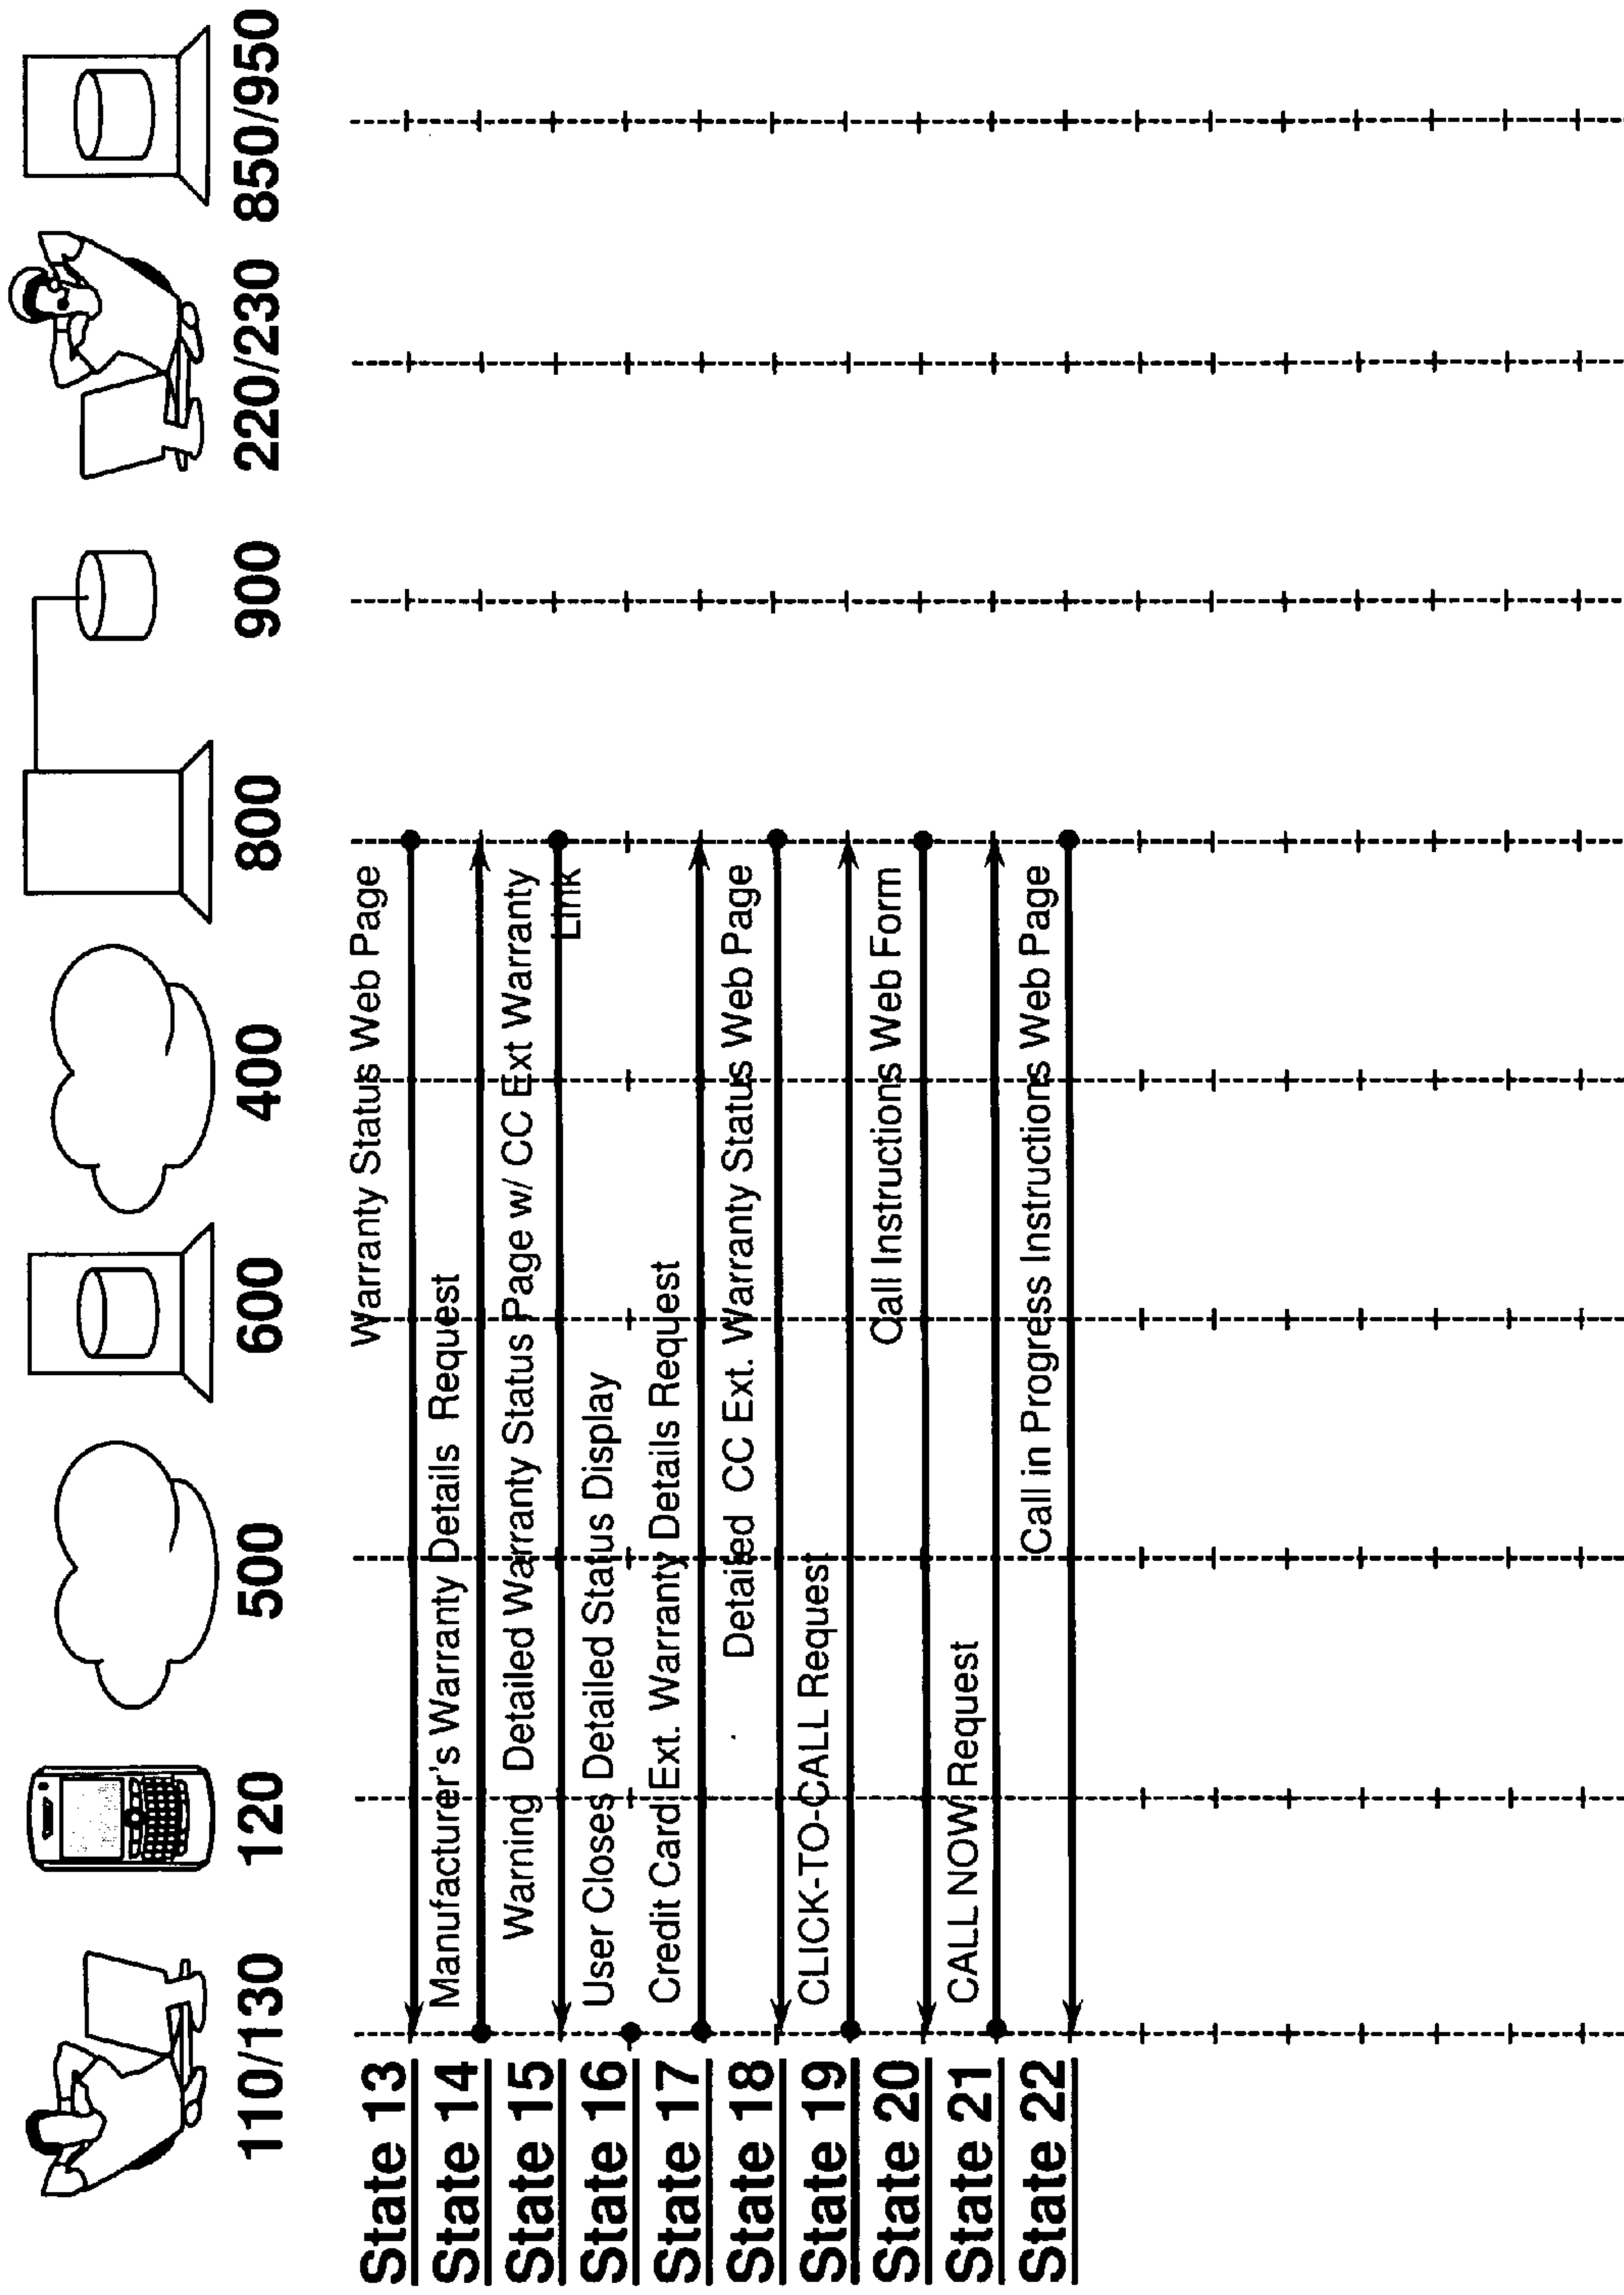 110/130
120
500
600
400
800
900
220/230
850/950
State 13
Warranty Status Web Page
State 14
Manufacturer's Warranty Details Request
State 15
Warning Detailed Warranty Status Page w/ CC Ext Warranty
Link
State 16
User Closes Detailed Status Display
State 17
Credit Card Ext. Warranty Details Request
State 18
Detailed CC Ext. Warranty Status Web Page
State 19
CLICK-TO-CALL Request
State 20
Call Instructions Web Form
State 21
CALL NOW Request
State 22
Call in Progress Instructions Web Page